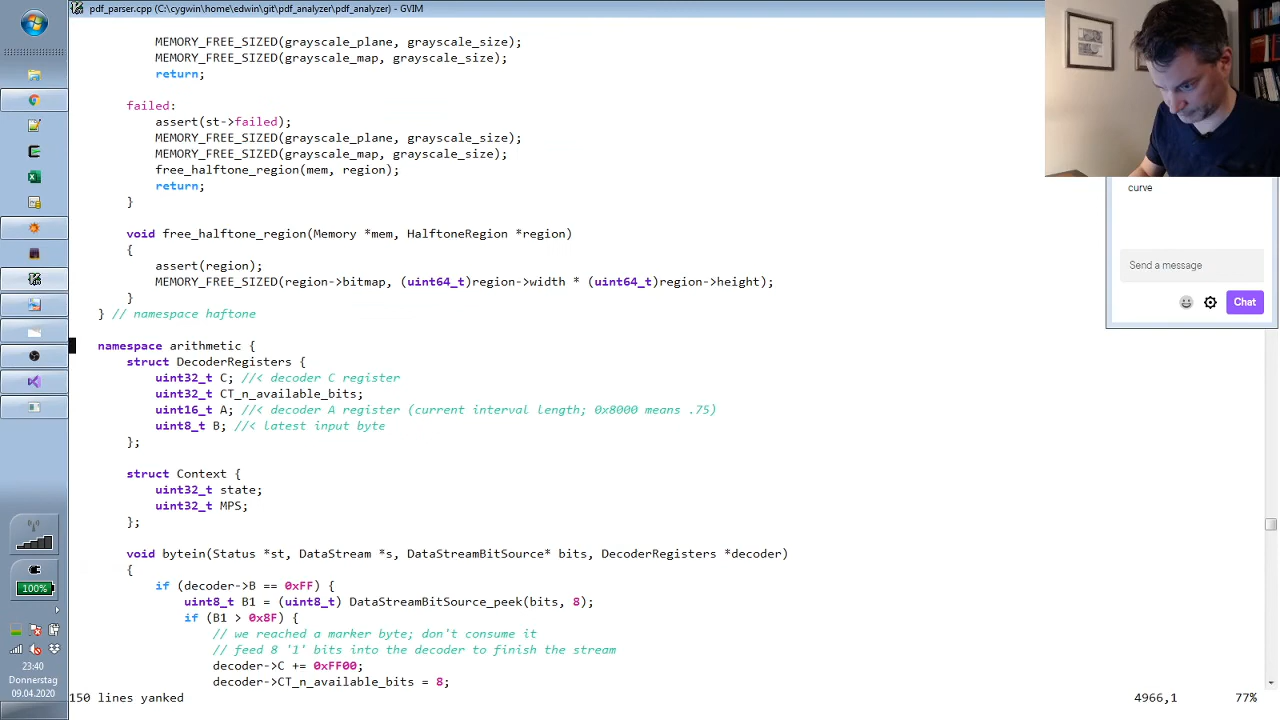 pdf_parser.cpp (C:\cygwin\home\edwin\git\pdf_analyzer\pdf_analyzer) - GVIM
MEMORY_FREE_SIZED(grayscale_plane, grayscale_size);
MEMORY_FREE_SIZED(grayscale_map, grayscale_size);
return;
failed:
assert(st->failed);
MEMORY_FREE_SIZED(grayscale_plane, grayscale_size);
MEMORY_FREE_SIZED(grayscale_map, grayscale_size);
free_halftone_region(mem, region);
return;
}
void free_halftone_region(Memory *mem, HalftoneRegion *region)
{
assert(region);
MEMORY_FREE_SIZED(region->bitmap, (uint64_t)region->width * (uint64_t)region->height);
}
} // namespace haftone
namespace arithmetic {
struct DecoderRegisters {
uint32_t C; //< decoder C register
uint32_t CT_n_available_bits;
uint16_t A; //< decoder A register (current interval length; 0x8000 means .75)
uint8_t B; //< latest input byte
};
struct Context {
uint32_t state;
uint32_t MPS;
};
void bytein(Status *st, DataStream *s, DataStreamBitSource* bits, DecoderRegisters *decoder)
{
if (decoder->B == 0xFF) {
uint8_t B1 = (uint8_t) DataStreamBitSource_peek(bits, 8);
if (B1 > 0x8F) {
// we reached a marker byte; don't consume it
// feed 8 '1' bits into the decoder to finish the stream
decoder->C += 0xFF00;
decoder->CT_n_available_bits = 8;
150 lines yanked
4966,1
77%
curve
Send a message
Chat
100%
23:40
Donnerstag
09.04.2020